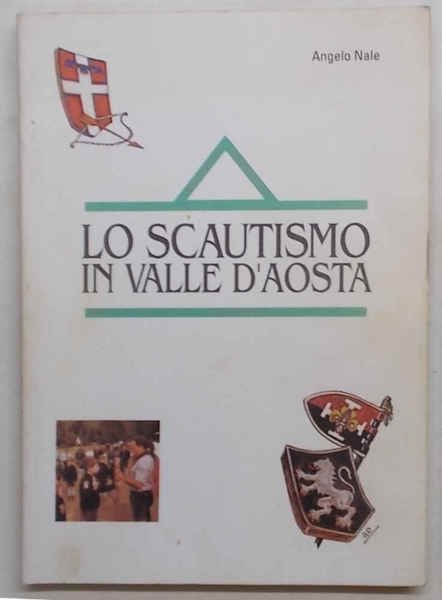 Angelo Nale
LO SCAUTISMO
IN VALLE D'AOSTA